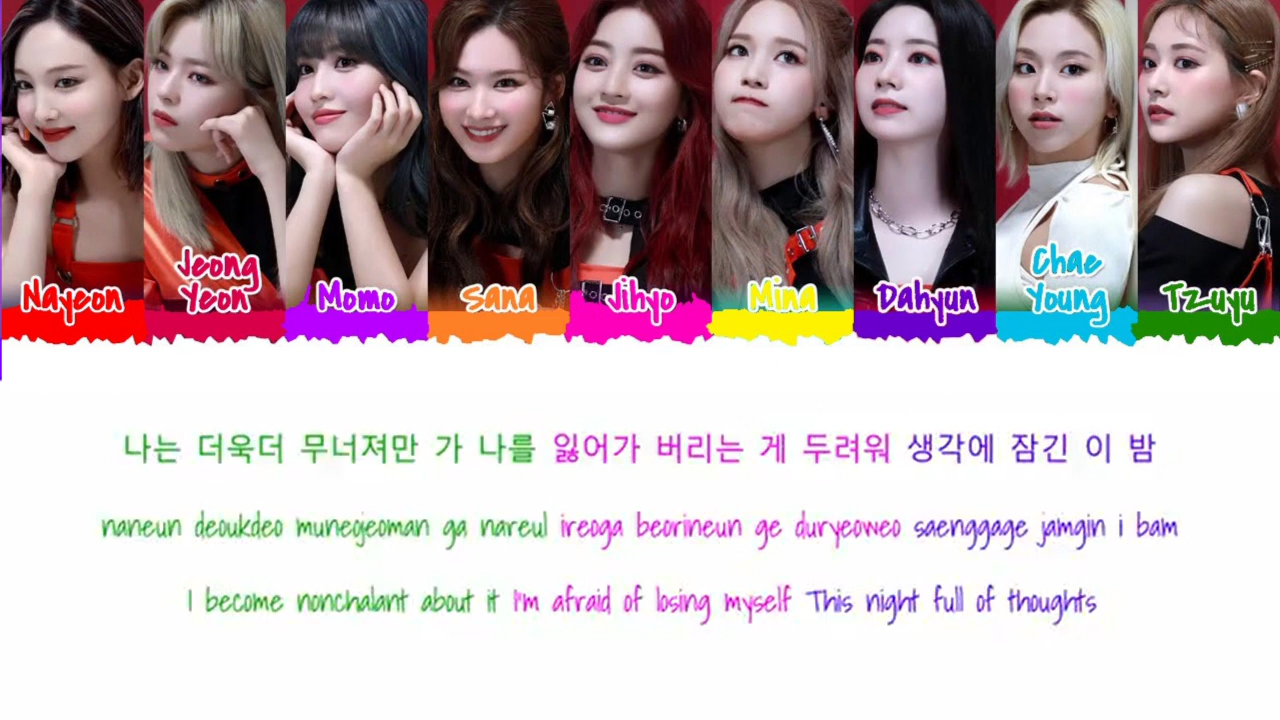 Nayeon
Jeong
Yeon
Momo
Sana
Jihyo
Mina
Dahyun
Chae
Young
Tzuyu
나는 더욱더 무너져만 가 나를 잃어가 버리는 게 두려워 생각에 잠긴 이 밤
naneun deoukdeo muneojeoman ga nareul ireoga beorineun ge duryeoweo saenggage jamgin i bam
I become nonchalant about it I'm afraid of losing myself This night full of thoughts